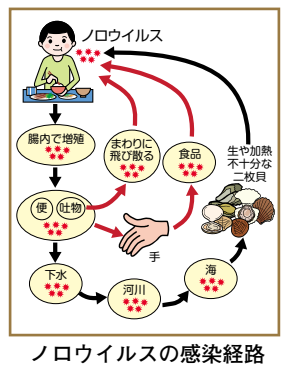 ノロウイルス
腸内で増殖
まわりに
飛び散る
食品
生や加熱
不十分な
二枚貝
便 吐物
手
下水
河川
海
ノロウイルスの感染経路